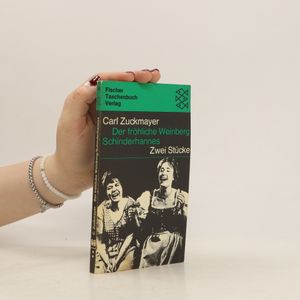 Fischer
Taschenbuch
Verlag
Carl Zuckmayer
Der fröhliche Weinberg
Schinderhannes
Zwei Stücke